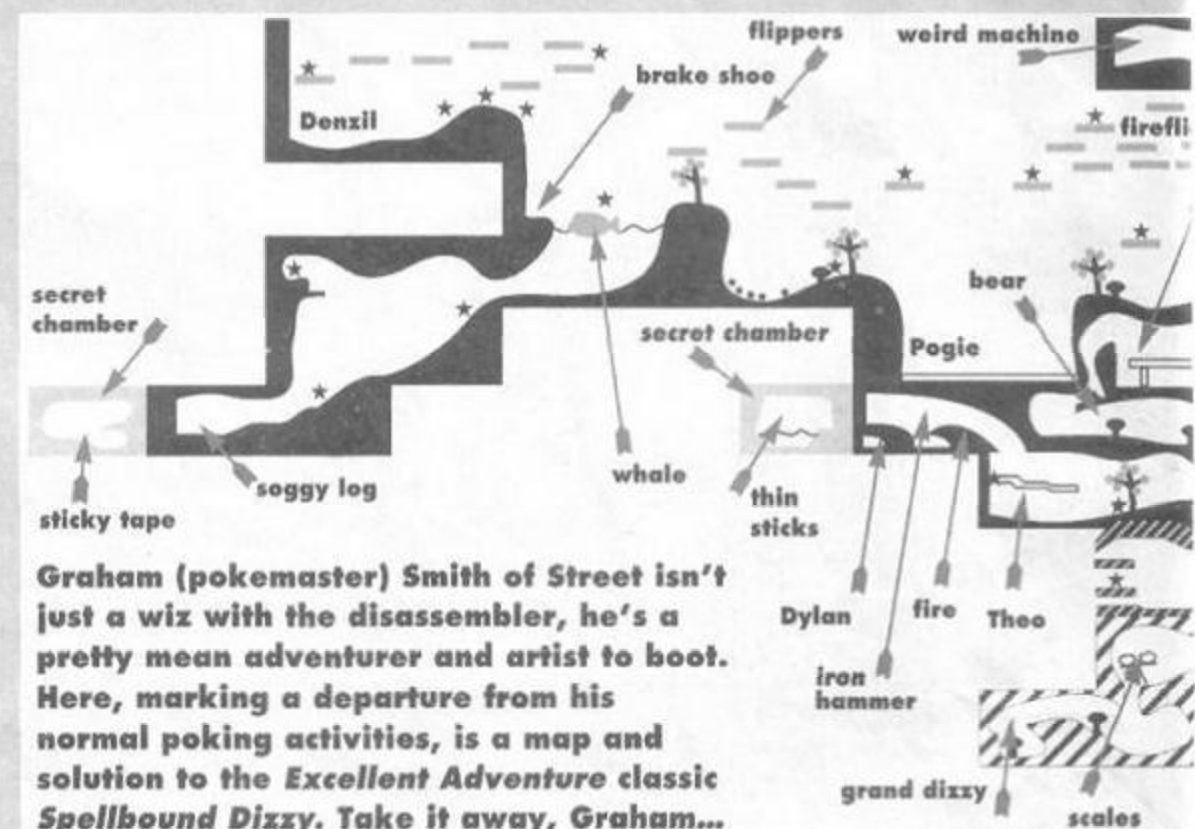 flippers
weird machine
brake shoe
Denzil
firefli
bear
secret
chamber
secret chamber
Pogie
whale
soggy log
thin
sticks
sticky tape
Dylan
fire
Theo
iron
hammer
grand dizzy
scales
Graham (pokemaster) Smith of Street isn't
just a wiz with the disassembler, he's a
pretty mean adventurer and artist to boot.
Here, marking a departure from his
normal poking activities, is a map and
solution to the Excellent Adventure classic
Spellbound Dizzy. Take it away, Graham...